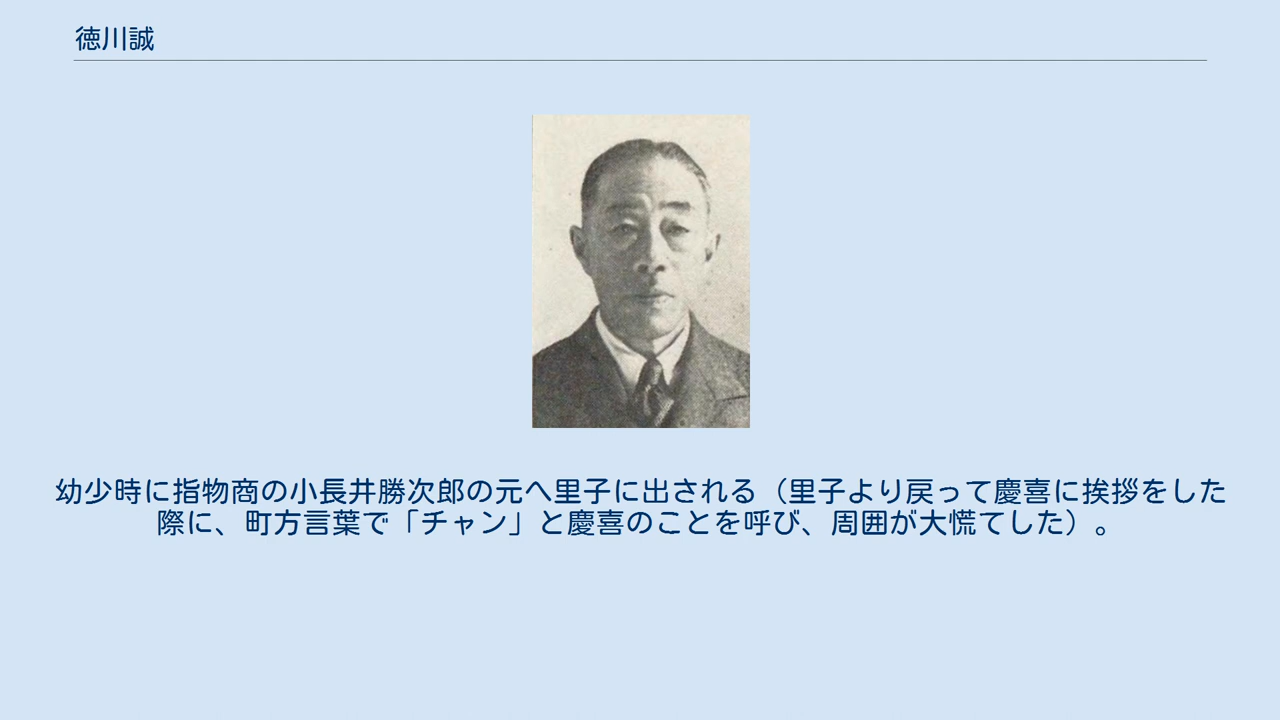 徳川誠
幼少時に指物商の小長井勝次郎の元へ里子に出される（里子より戻って慶喜に挨拶をした
際に、町方言葉で「チャン」と慶喜のことを呼び、周囲が大慌てした）。